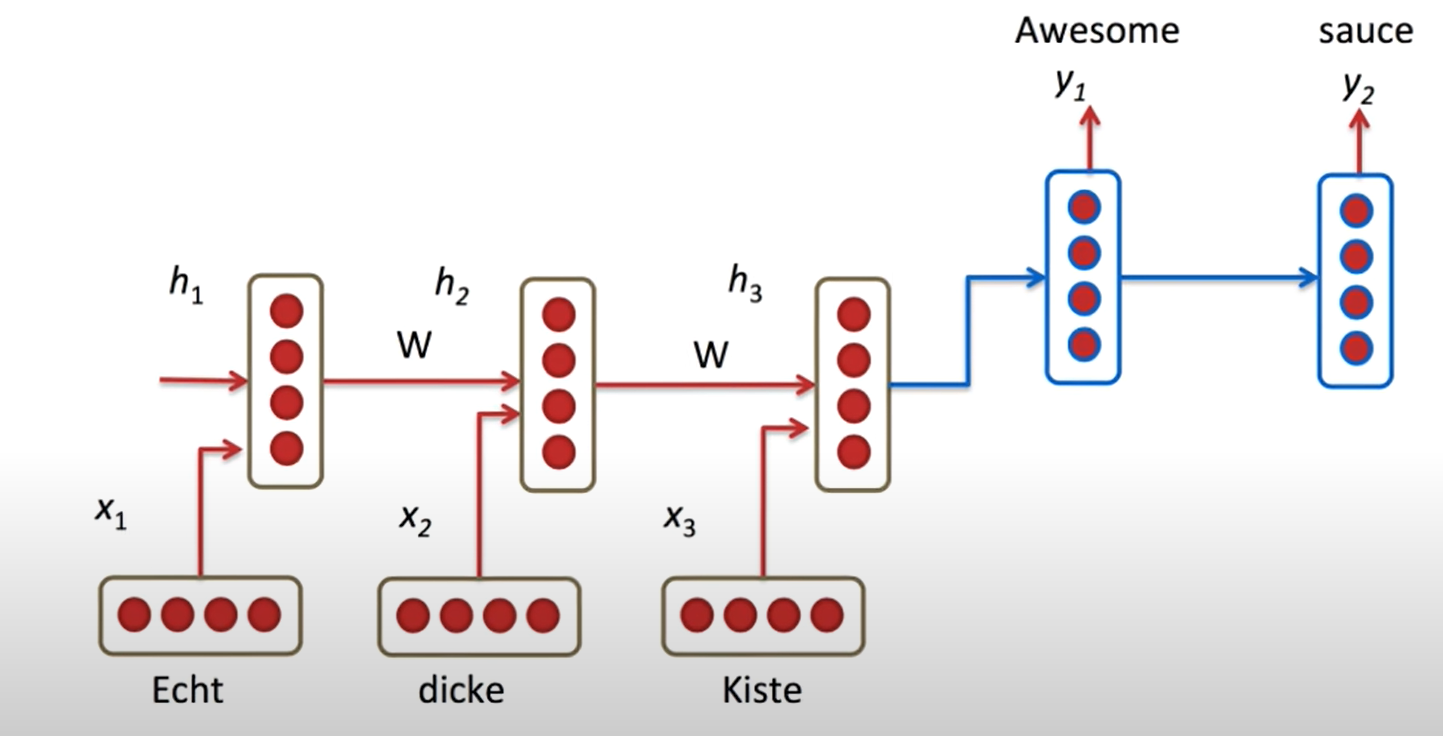 Awesome sauce
y1 y2
h1 h2 h3
W W
x1 x2 x3
Echt dicke Kiste